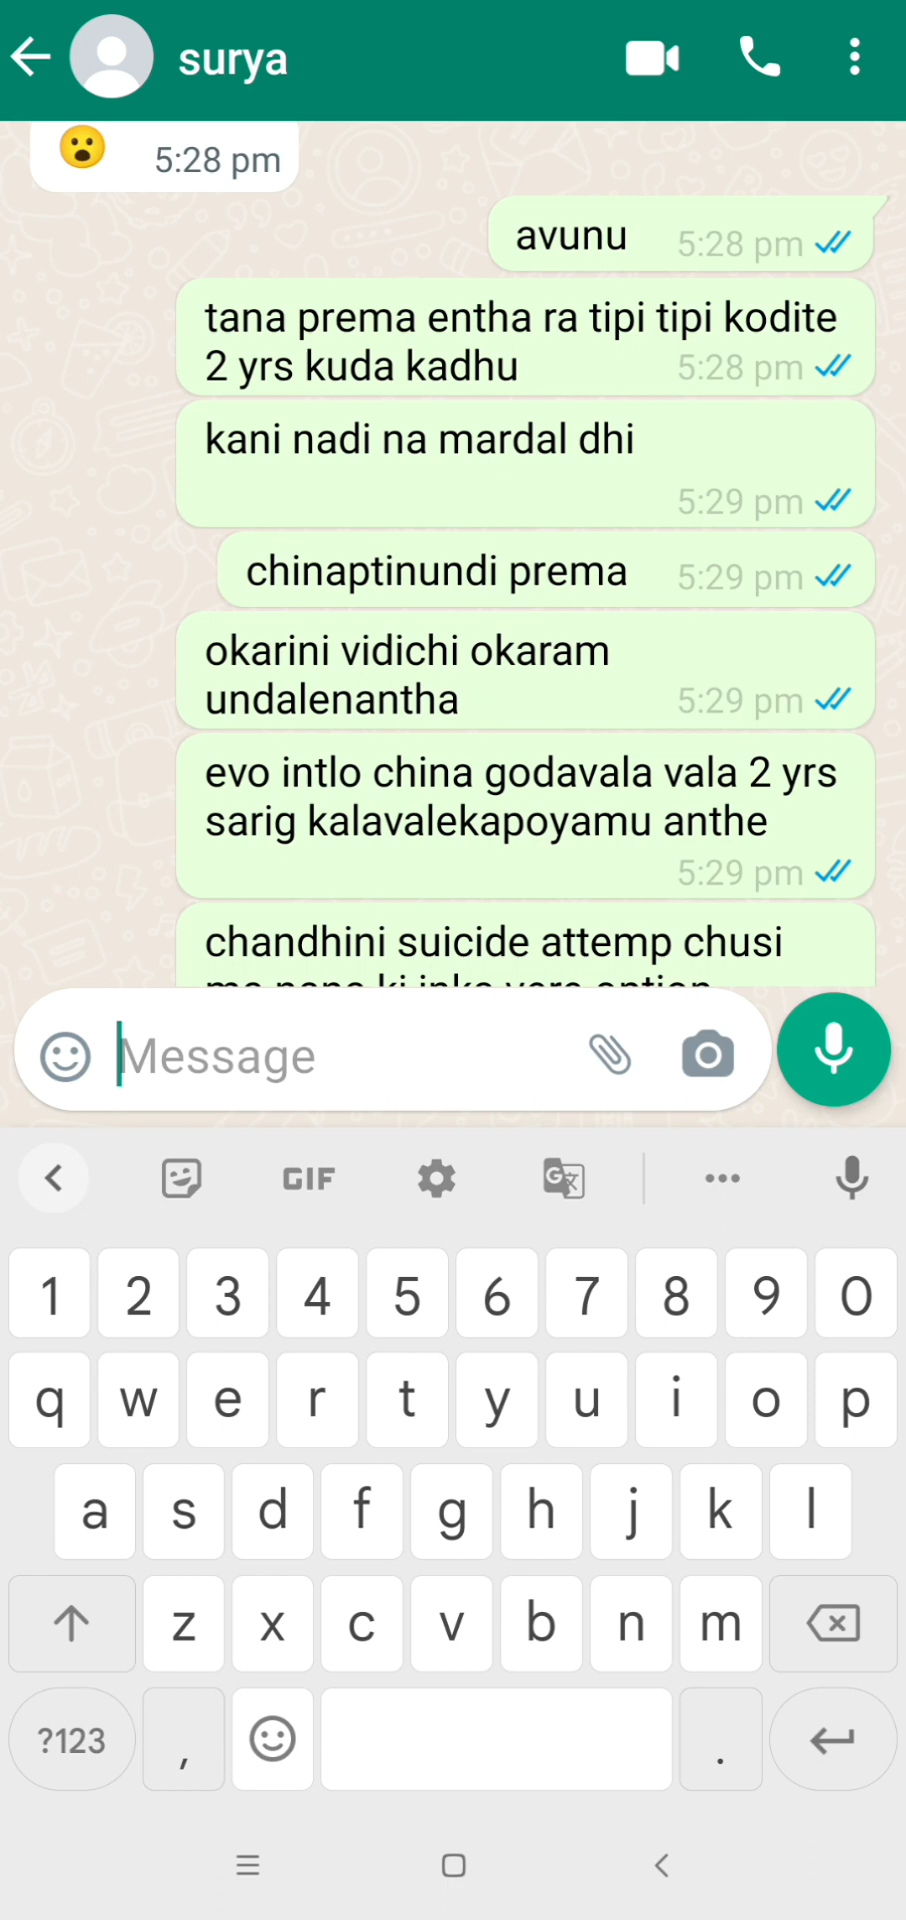 surya
5:28 pm
avunu 5:28 pm
tana prema entha ra tipi tipi kodite
2 yrs kuda kadhu 5:28 pm
kani nadi na mardal dhi
5:29 pm
chinaptinundi prema 5:29 pm
okarini vidichi okaram
undalenantha 5:29 pm
evo intlo china godavala vala 2 yrs
sarig kalavalekapoyamu anthe
5:29 pm
chandhini suicide attemp chusi
Message
GIF
1 2 3 4 5 6 7 8 9 0
q w e r t y u i o p
a s d f g h j k l
z x c v b n m
?123 , .